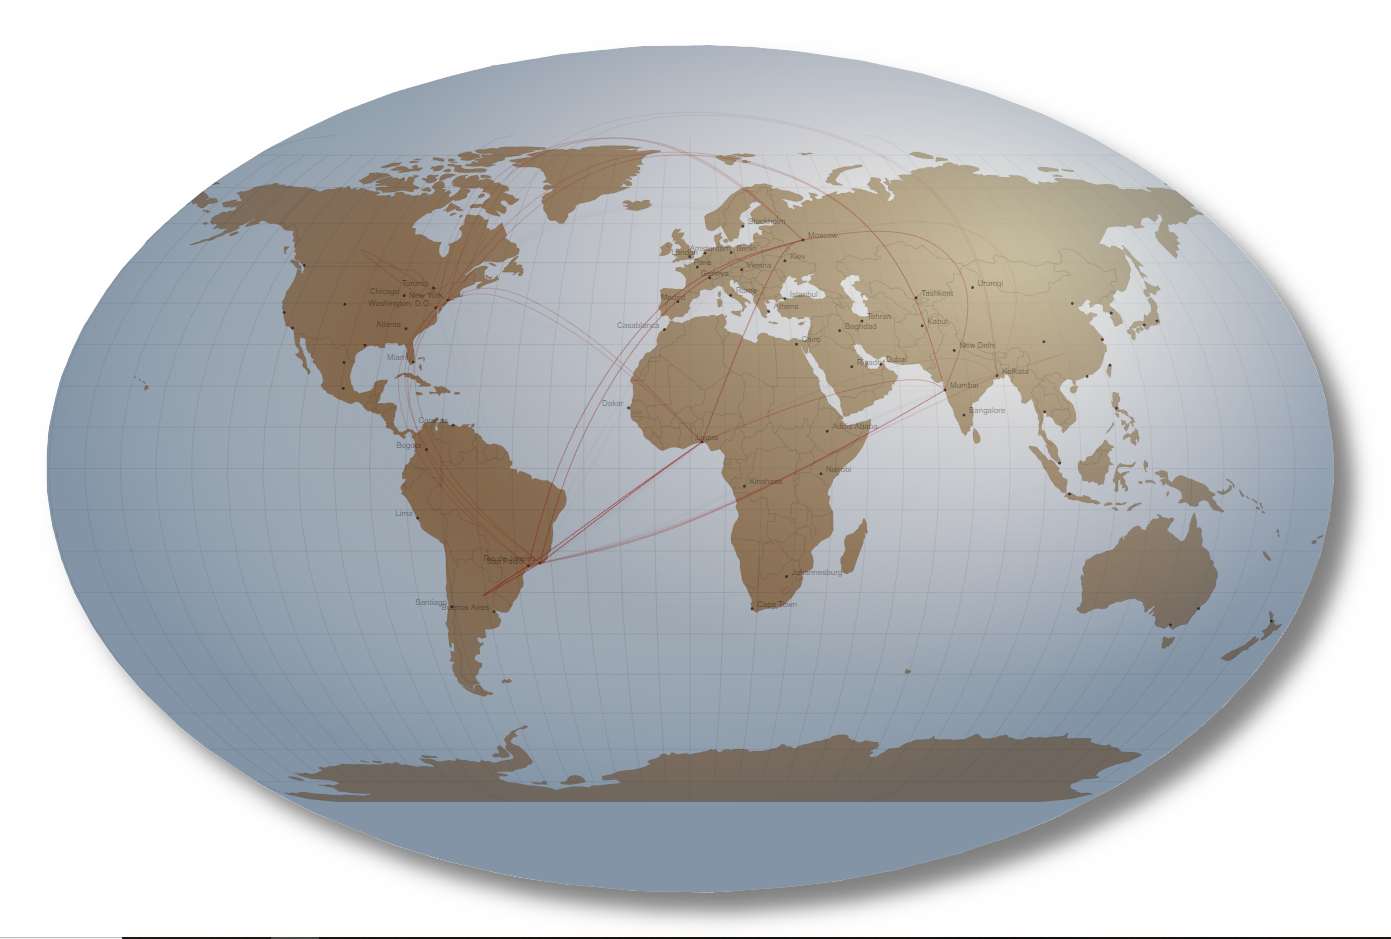 Stockholm
Moscow
London
Amsterdam
Berlin
Kiev
Paris
Vienna
Geneva
Toronto
Chicago
New York
Washington, D.C.
Madrid
Rome
Istanbul
Athens
Tashkent
Urumqi
Atlanta
Casablanca
Tehran
Baghdad
Kabul
Cairo
New Delhi
Miami
Riyadh
Dubai
Kolkata
Mumbai
Dakar
Bangalore
Caracas
Addis Ababa
Lagos
Bogota
Nairobi
Kinshasa
Lima
Rio de Janeiro
Sao Paulo
Johannesburg
Santiago
Buenos Aires
Cape Town